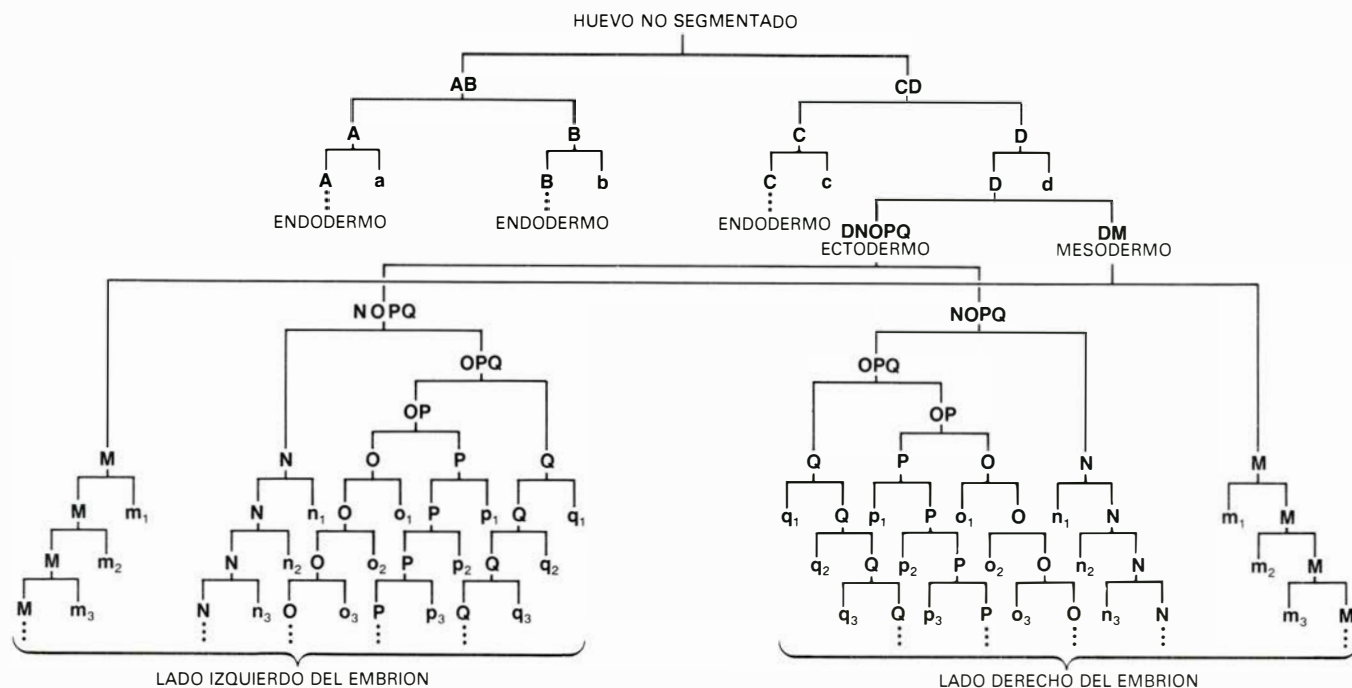 HUEVO NO SEGMENTADO
AB CD
A B C D
A a B b C c D d
ENDODERMO ENDODERMO ENDODERMO DNOPQ DM
ECTODERMO MESODERMO
NOPQ NOPQ
OPQ OPQ
OP OP
M N O P Q Q P O N M
M m₁ N n₁ O o₁ P p₁ Q q₁ q₁ Q p₁ P o₁ O n₁ N m₁ M
M m₂ N n₂ O o₂ P p₂ Q q₂ q₂ Q p₂ P o₂ O n₂ N m₂ M
M m₃ N n₃ O o₃ P p₃ Q q₃ q₃ Q p₃ P o₃ O n₃ N m₃ M
LADO IZQUIERDO DEL EMBRION LADO DERECHO DEL EMBRION